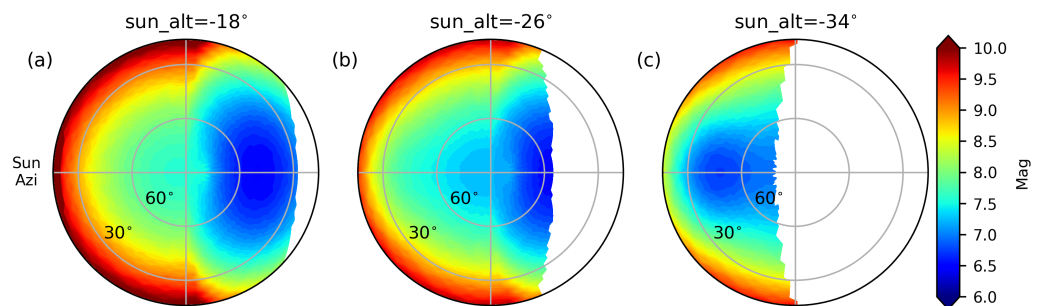 sun_alt=-18° sun_alt=-26° sun_alt=-34°
(a) (b) (c)
Sun
Azi
60° 60° 60°
30° 30° 30°
10.0
9.5
9.0
8.5
8.0
7.5
7.0
6.5
6.0
Mag